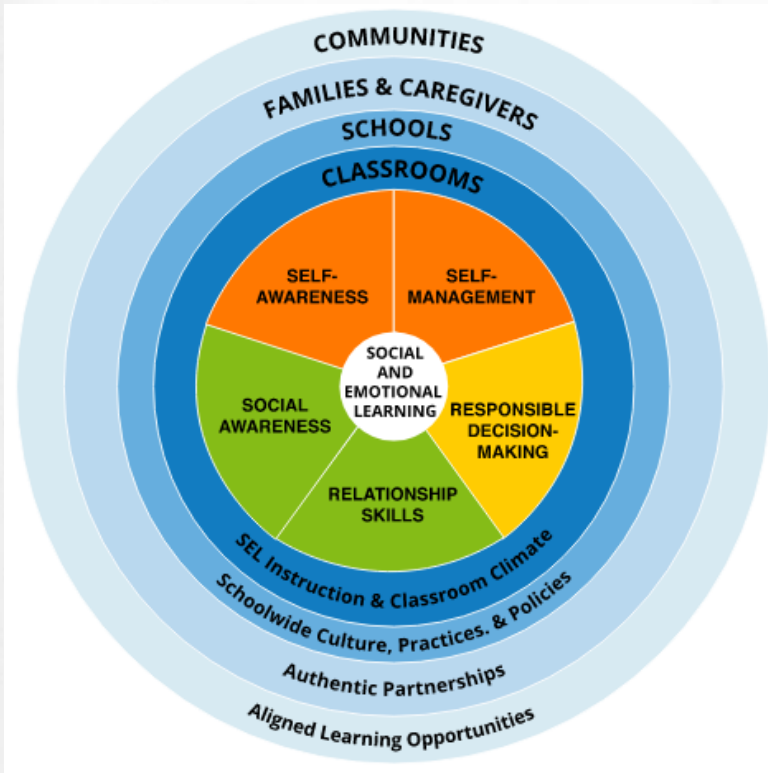 COMMUNITIES
FAMILIES & CAREGIVERS
SCHOOLS
CLASSROOMS
SELF-
AWARENESS
SELF-
MANAGEMENT
SOCIAL
AND
EMOTIONAL
LEARNING
SOCIAL
AWARENESS
RESPONSIBLE
DECISION-
MAKING
RELATIONSHIP
SKILLS
SEL Instruction & Classroom Climate
Schoolwide Culture, Practices. & Policies
Authentic Partnerships
Aligned Learning Opportunities